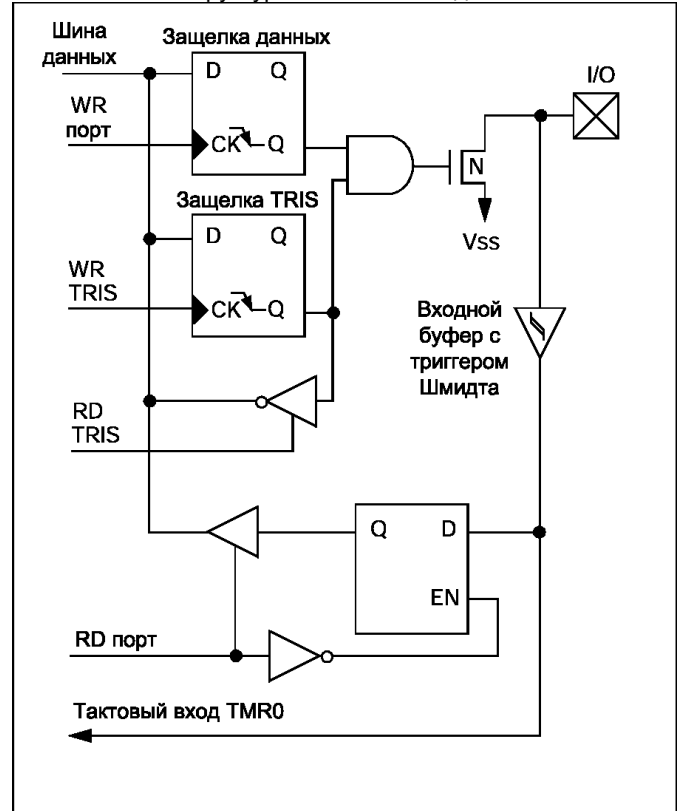 Шина
данных
Защелка данных
D Q
I/O
WR
порт
CK Q
N
Защелка TRIS
D Q
Vss
WR
TRIS
CK Q
Входной
буфер с
триггером
Шмидта
RD
TRIS
Q D
EN
RD порт
Тактовый вход TMR0